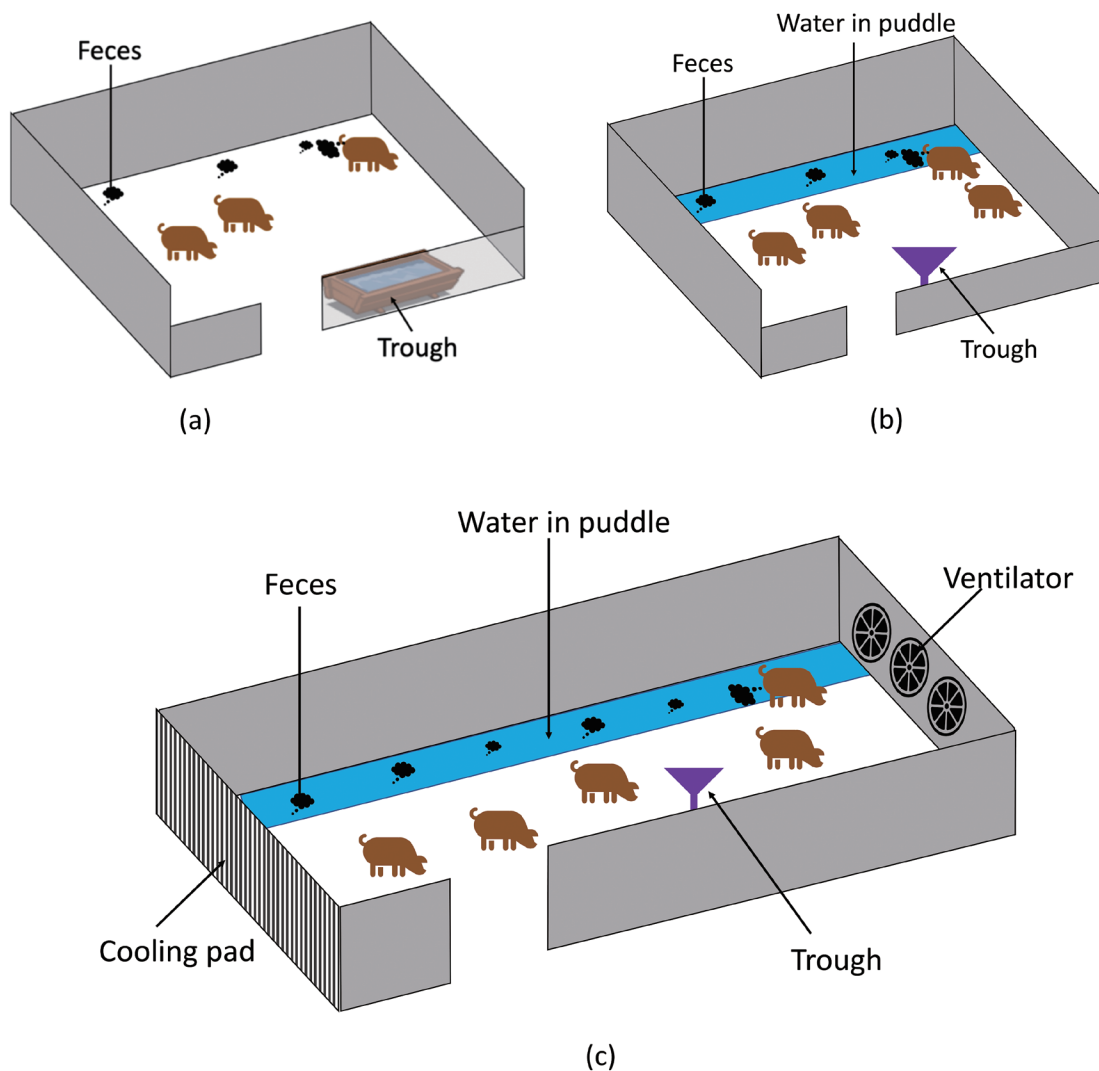 Feces
Trough
(a)
Water in puddle
Feces
Trough
(b)
Water in puddle
Feces
Ventilator
Cooling pad
Trough
(c)